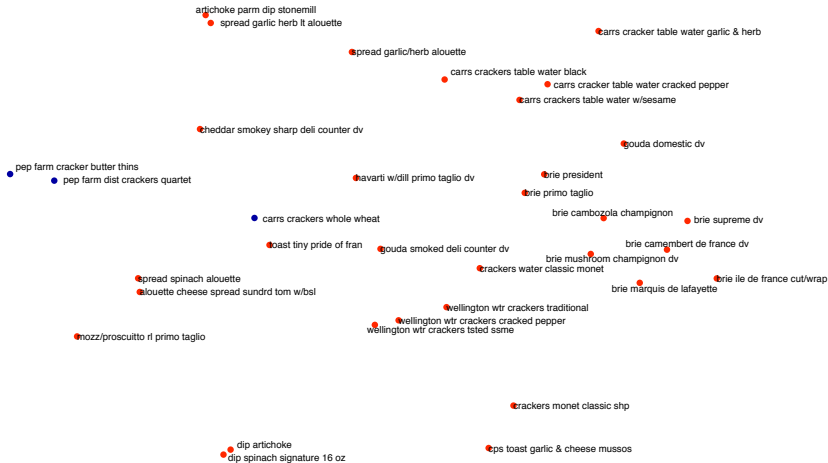 artichoke parm dip stonemill
spread garlic herb lt alouette
carrs cracker table water garlic & herb
spread garlic/herb alouette
carrs crackers table water black
carrs cracker table water cracked pepper
carrs crackers table water w/sesame
cheddar smokey sharp deli counter dv
gouda domestic dv
pep farm cracker butter thins
pep farm dist crackers quartet
havarti w/dill primo taglio dv
brie president
brie primo taglio
brie cambozola champignon
carrs crackers whole wheat
brie supreme dv
toast tiny pride of fran
gouda smoked deli counter dv
brie camembert de france dv
brie mushroom champignon dv
crackers water classic monet
spread spinach alouette
brie ile de france cut/wrap
brie marquis de lafayette
alouette cheese spread sundrd tom w/bsl
wellington wtr crackers traditional
wellington wtr crackers cracked pepper
wellington wtr crackers tsted ssme
mozz/proscuitto rl primo taglio
crackers monet classic shp
dip artichoke
cps toast garlic & cheese mussos
dip spinach signature 16 oz